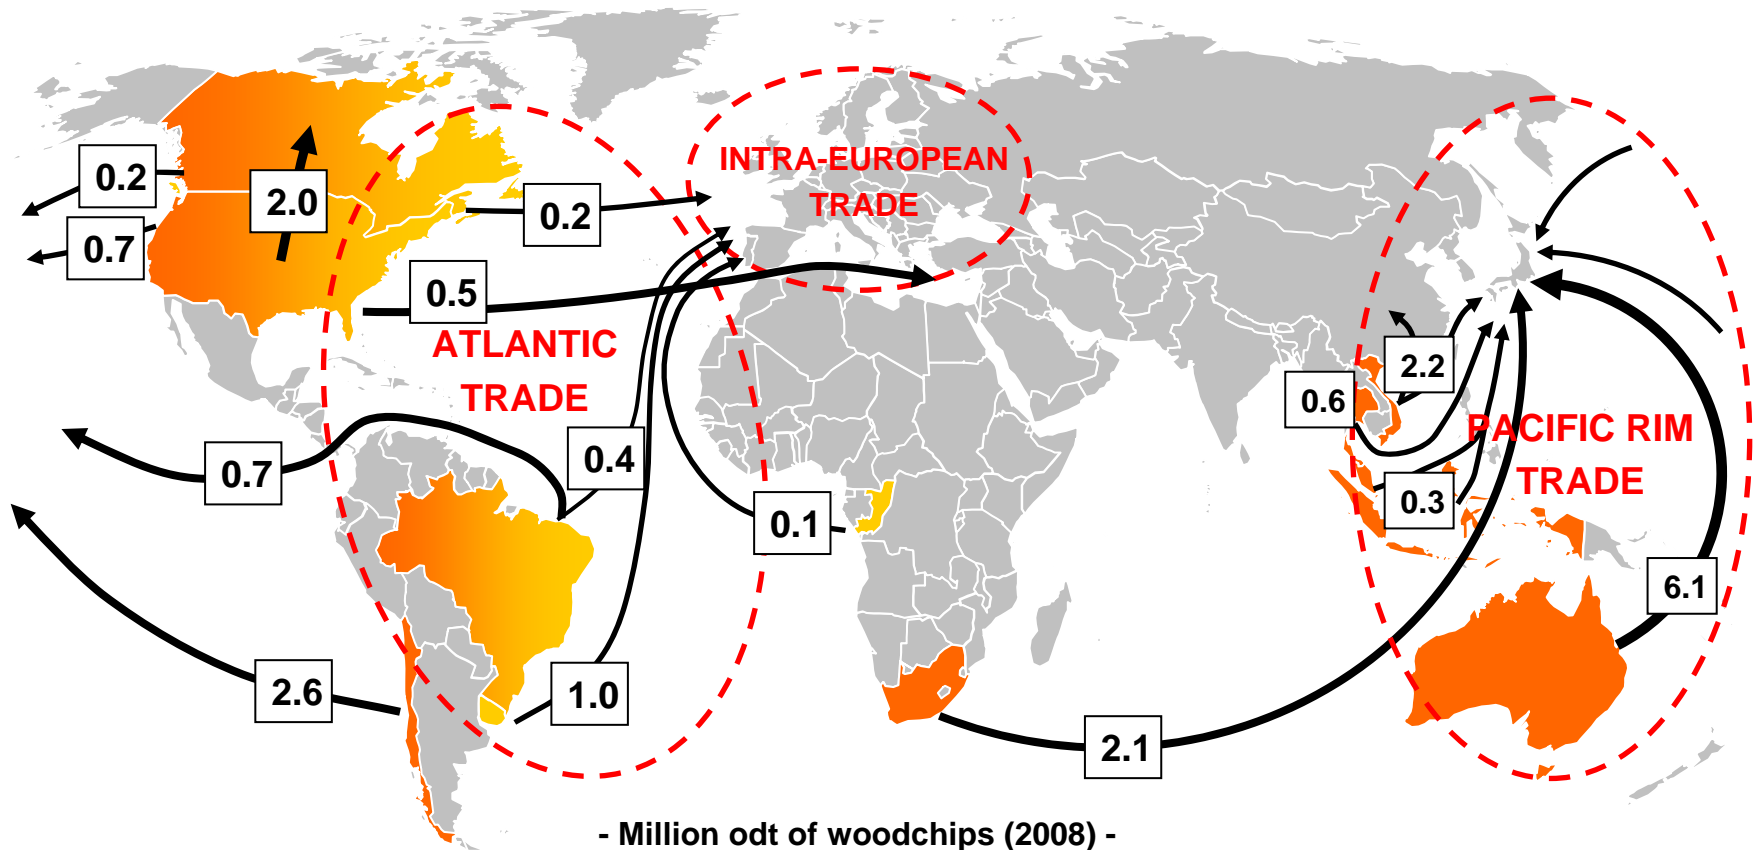 INTRA-EUROPEAN
TRADE
0.2
2.0
0.2
0.7
0.5
ATLANTIC
TRADE
2.2
0.6
PACIFIC RIM
TRADE
0.7
0.4
0.3
0.1
6.1
2.6
1.0
2.1
- Million odt of woodchips (2008) -